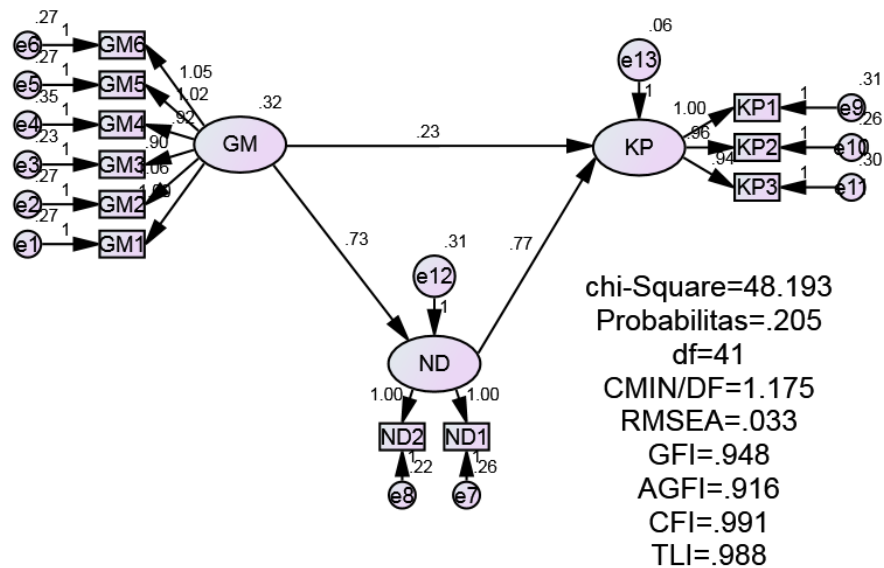 .27
1
e6
GM6
.27
1
e5
GM5
.35
1
e4
GM4
.23
1
e3
GM3
.27
1
e2
GM2
.27
1
e1
GM1
1.05
1.02
.92
.90
1.06
.32
GM
.23
.73
.06
e13
1
KP
1.00
.96
.94
KP1
1
.31
e9
KP2
1
.26
e10
KP3
1
.30
e11
.77
.31
e12
1
ND
1.00
1.00
ND2
ND1
1
.22
1
.26
e8
e7
chi-Square=48.193
Probabilitas=.205
df=41
CMIN/DF=1.175
RMSEA=.033
GFI=.948
AGFI=.916
CFI=.991
TLI=.988